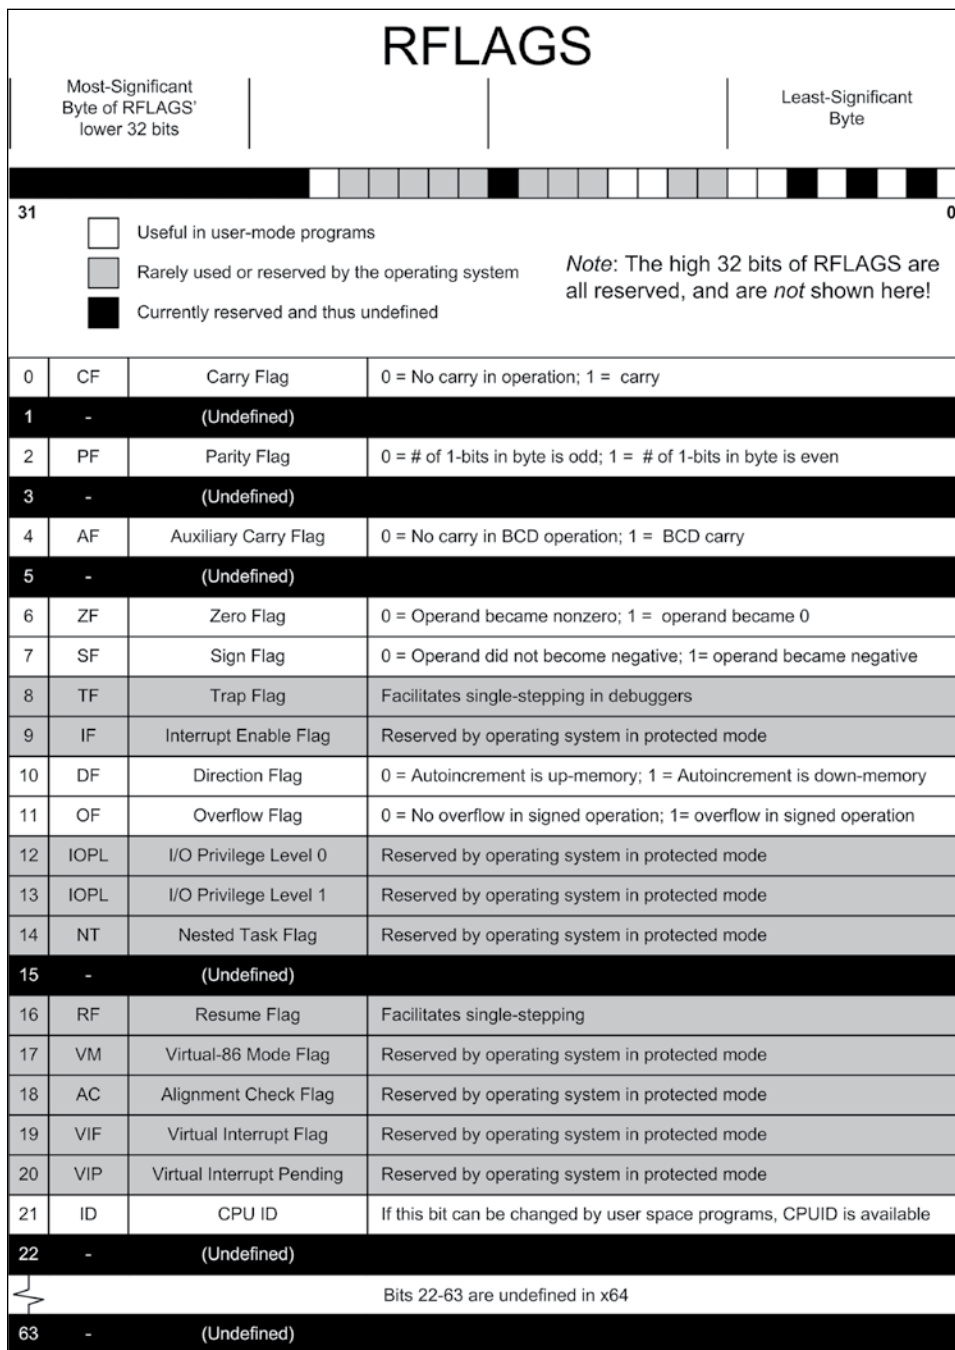 RFLAGS
Most-Significant
Byte of RFLAGS'
lower 32 bits
Least-Significant
Byte
31
0
Useful in user-mode programs
Rarely used or reserved by the operating system
Currently reserved and thus undefined
Note: The high 32 bits of RFLAGS are
all reserved, and are not shown here!
0 CF Carry Flag 0 = No carry in operation; 1 = carry
1 - (Undefined)
2 PF Parity Flag 0 = # of 1-bits in byte is odd; 1 = # of 1-bits in byte is even
3 - (Undefined)
4 AF Auxiliary Carry Flag 0 = No carry in BCD operation; 1 = BCD carry
5 - (Undefined)
6 ZF Zero Flag 0 = Operand became nonzero; 1 = operand became 0
7 SF Sign Flag 0 = Operand did not become negative; 1= operand became negative
8 TF Trap Flag Facilitates single-stepping in debuggers
9 IF Interrupt Enable Flag Reserved by operating system in protected mode
10 DF Direction Flag 0 = Autoincrement is up-memory; 1 = Autoincrement is down-memory
11 OF Overflow Flag 0 = No overflow in signed operation; 1= overflow in signed operation
12 IOPL I/O Privilege Level 0 Reserved by operating system in protected mode
13 IOPL I/O Privilege Level 1 Reserved by operating system in protected mode
14 NT Nested Task Flag Reserved by operating system in protected mode
15 - (Undefined)
16 RF Resume Flag Facilitates single-stepping
17 VM Virtual-86 Mode Flag Reserved by operating system in protected mode
18 AC Alignment Check Flag Reserved by operating system in protected mode
19 VIF Virtual Interrupt Flag Reserved by operating system in protected mode
20 VIP Virtual Interrupt Pending Reserved by operating system in protected mode
21 ID CPU ID If this bit can be changed by user space programs, CPUID is available
22 - (Undefined)
Bits 22-63 are undefined in x64
63 - (Undefined)